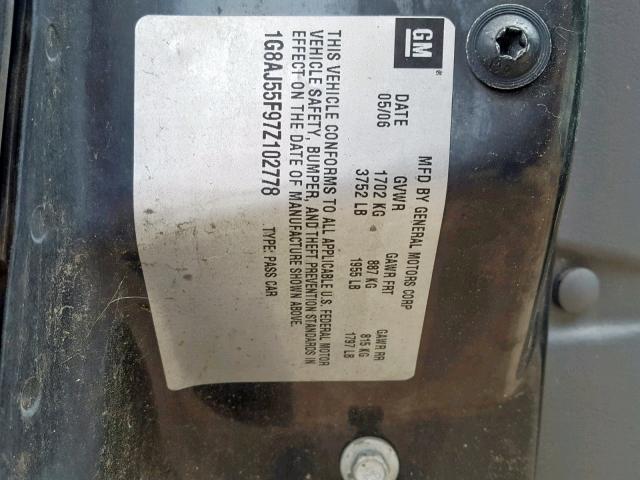 GM
®
MFD BY GENERAL MOTORS CORP
DATE GVWR GAWR FRT GAWR RR
05/06 1702 KG 887 KG 815 KG
3752 LB 1955 LB 1797 LB
THIS VEHICLE CONFORMS TO ALL APPLICABLE U.S. FEDERAL MOTOR
VEHICLE SAFETY, BUMPER, AND THEFT PREVENTION STANDARDS IN
EFFECT ON THE DATE OF MANUFACTURE SHOWN ABOVE.
1G8AJ55F97Z102778 TYPE: PASS CAR